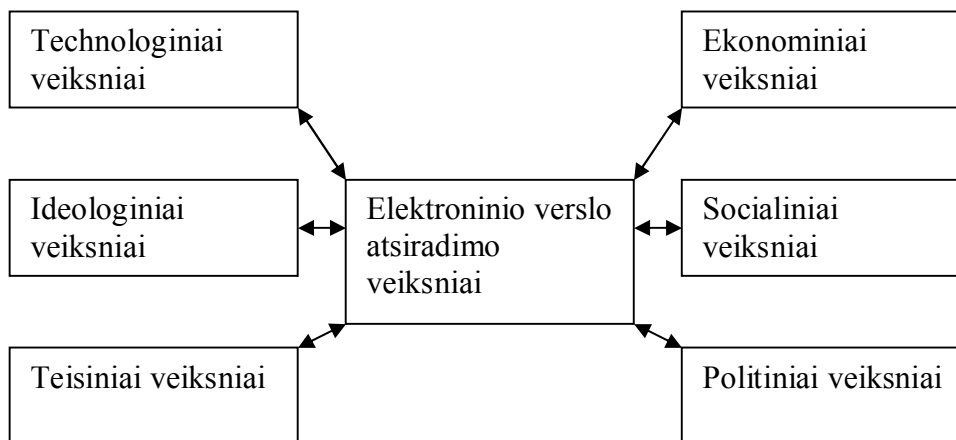 Technologiniai
veiksniai
Ekonominiai
veiksniai
Ideologiniai
veiksniai
Elektroninio verslo
atsiradimo
veiksniai
Socialiniai
veiksniai
Teisiniai veiksniai
Politiniai veiksniai